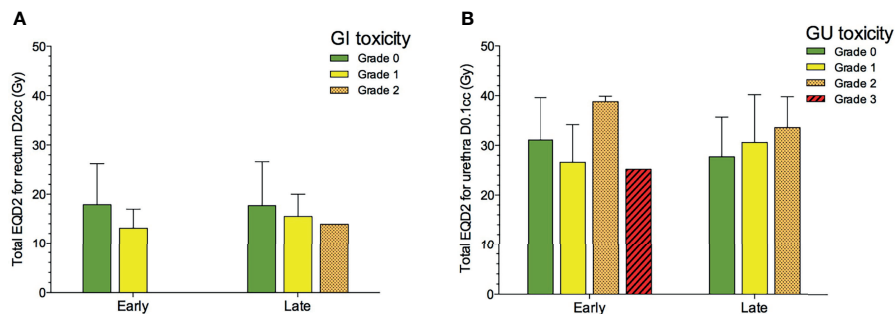 A
GI toxicity
Grade 0
Grade 1
Grade 2
Total EQD2 for rectum D2cc (Gy)
50
40
30
20
10
0
Early
Late
B
GU toxicity
Grade 0
Grade 1
Grade 2
Grade 3
Total EQD2 for urethra D0.1cc (Gy)
50
40
30
20
10
0
Early
Late